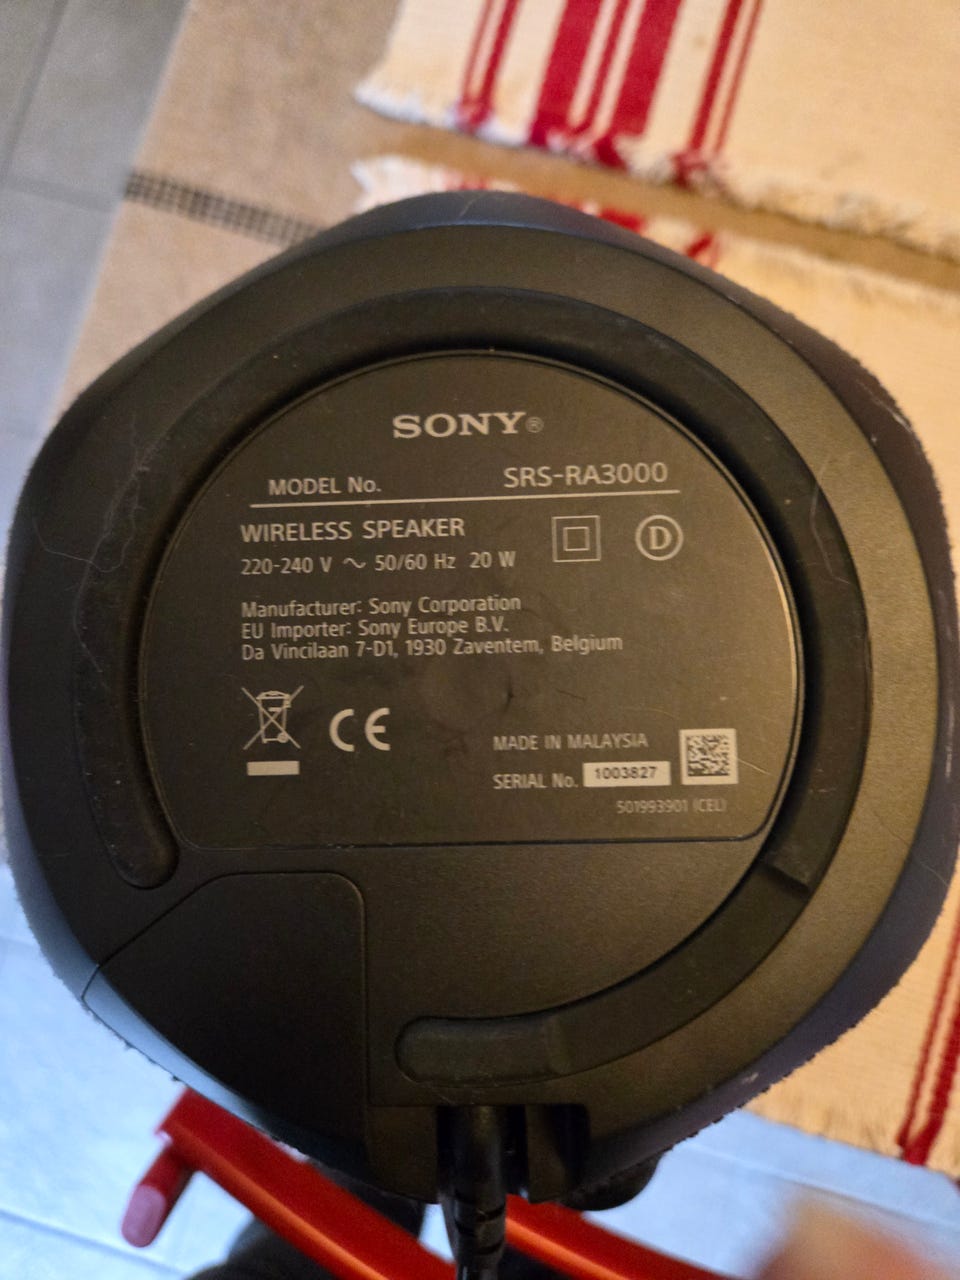 SONY®
MODEL No. SRS-RA3000
WIRELESS SPEAKER
220-240 V ~ 50/60 Hz 20 W
D
Manufacturer: Sony Corporation
EU Importer: Sony Europe B.V.
Da Vincilaan 7-D1, 1930 Zaventem, Belgium
CE
MADE IN MALAYSIA
SERIAL No. 1003827
501993901 (CEL)